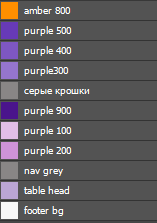 amber 800
purple 500
purple 400
purple300
серые крошки
purple 900
purple 100
purple 200
nav grey
table head
footer bg